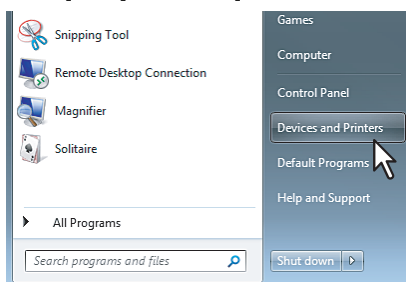 Snipping Tool
Remote Desktop Connection
Magnifier
Solitaire
All Programs
Search programs and files
Games
Computer
Control Panel
Devices and Printers
Default Programs
Help and Support
Shut down